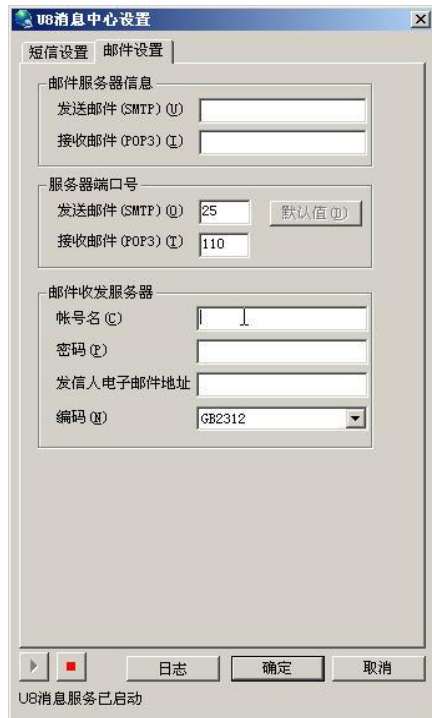 U8消息中心设置
短信设置 邮件设置
邮件服务器信息
发送邮件(SMTP)(U)
接收邮件(POP3)(I)
服务器端口号
发送邮件(SMTP)(O) 25 默认值(D)
接收邮件(POP3)(T) 110
邮件收发服务器
帐号名(C)
密码(P)
发信人电子邮件地址
编码(N) GB2312
日志 确定 取消
U8消息服务已启动